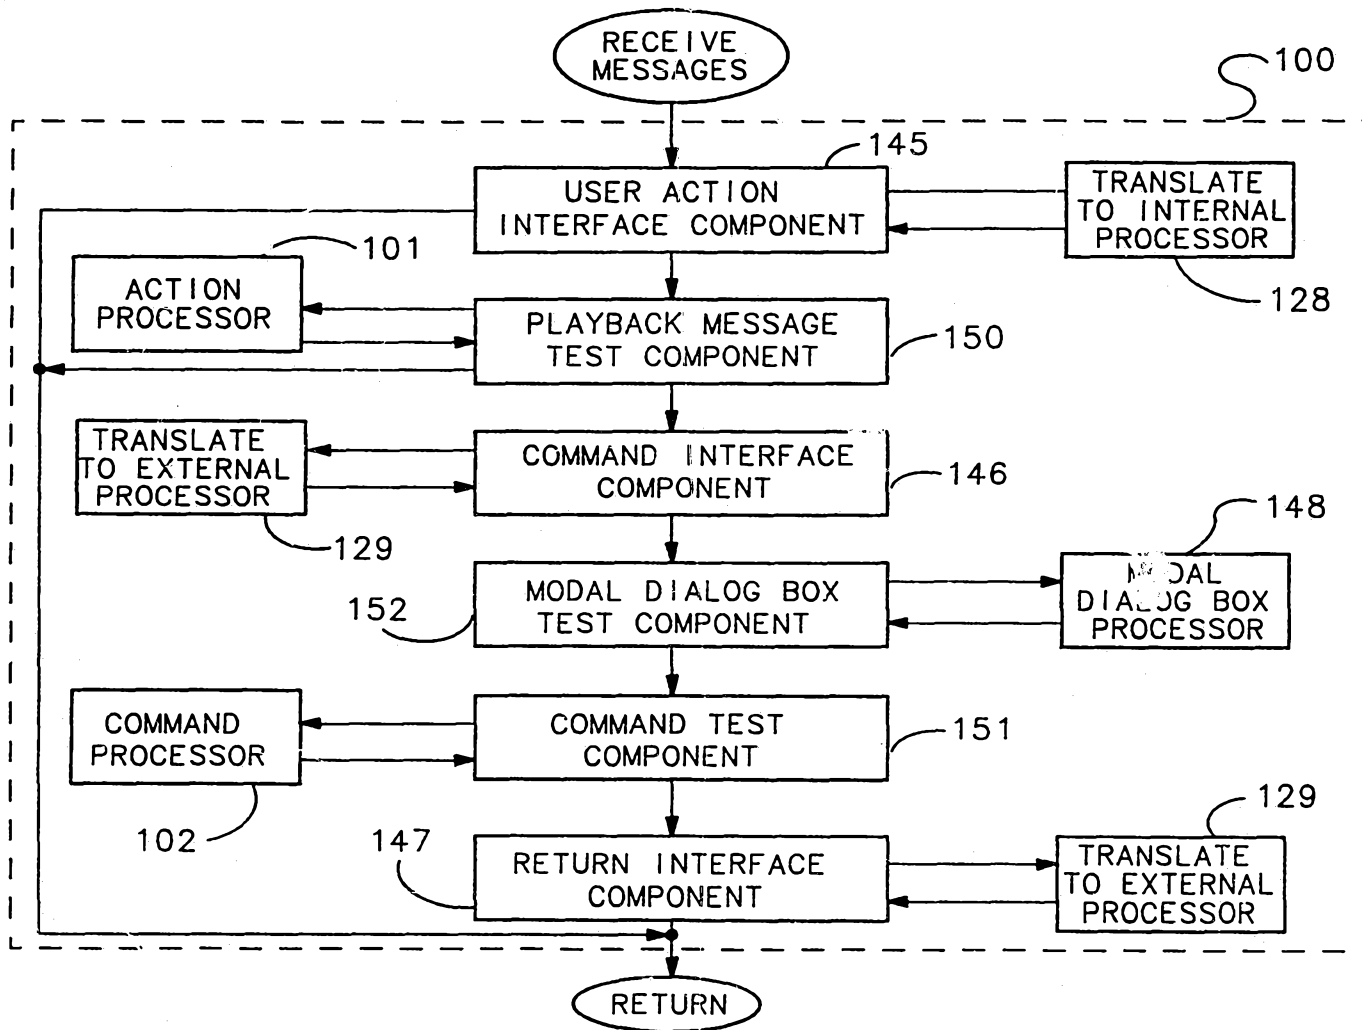 RECEIVE
MESSAGES
100
145
USER ACTION
INTERFACE COMPONENT
TRANSLATE
TO INTERNAL
PROCESSOR
128
101
ACTION
PROCESSOR
PLAYBACK MESSAGE
TEST COMPONENT
150
TRANSLATE
TO EXTERNAL
PROCESSOR
129
COMMAND INTERFACE
COMPONENT
146
148
MODAL DIALOG BOX
TEST COMPONENT
152
MODAL
DIALOG BOX
PROCESSOR
COMMAND
PROCESSOR
102
COMMAND TEST
COMPONENT
151
147
RETURN INTERFACE
COMPONENT
129
TRANSLATE
TO EXTERNAL
PROCESSOR
RETURN